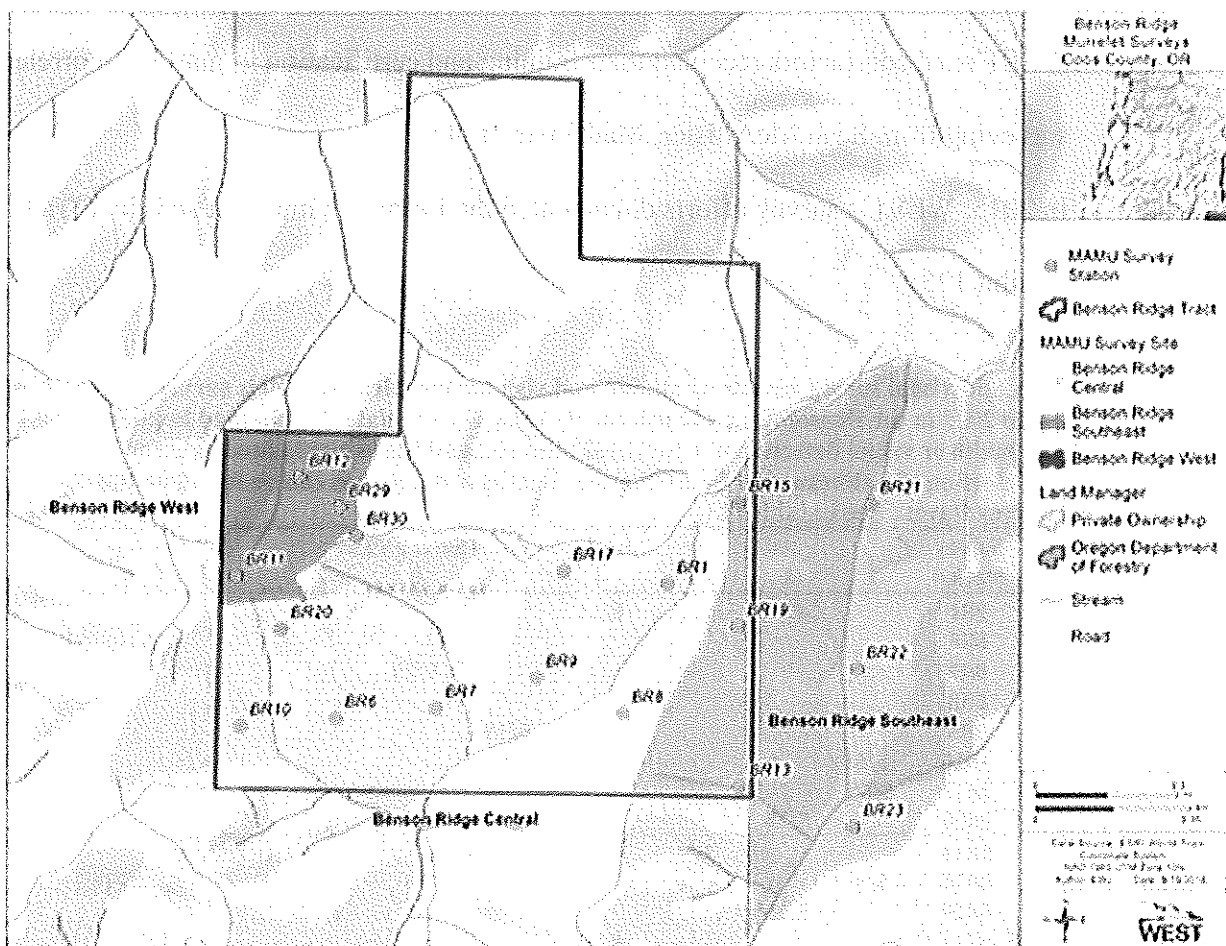 Benson Ridge
Murrelet Surveys
Coos County, OR
MAMU Survey
Station
Benson Ridge Tract
MAMU Survey Site
Benson Ridge
Central
Benson Ridge
Southeast
Benson Ridge West
Land Manager
Private Ownership
Oregon Department
of Forestry
Stream
Road
WEST
BR12
BR29
Benson Ridge West
BR30
BR11
BR20
BR10
BR6
BR7
BR17
BR1
BR9
BR8
BR15
BR21
BR19
BR22
Benson Ridge Southeast
BR13
BR23
Benson Ridge Central